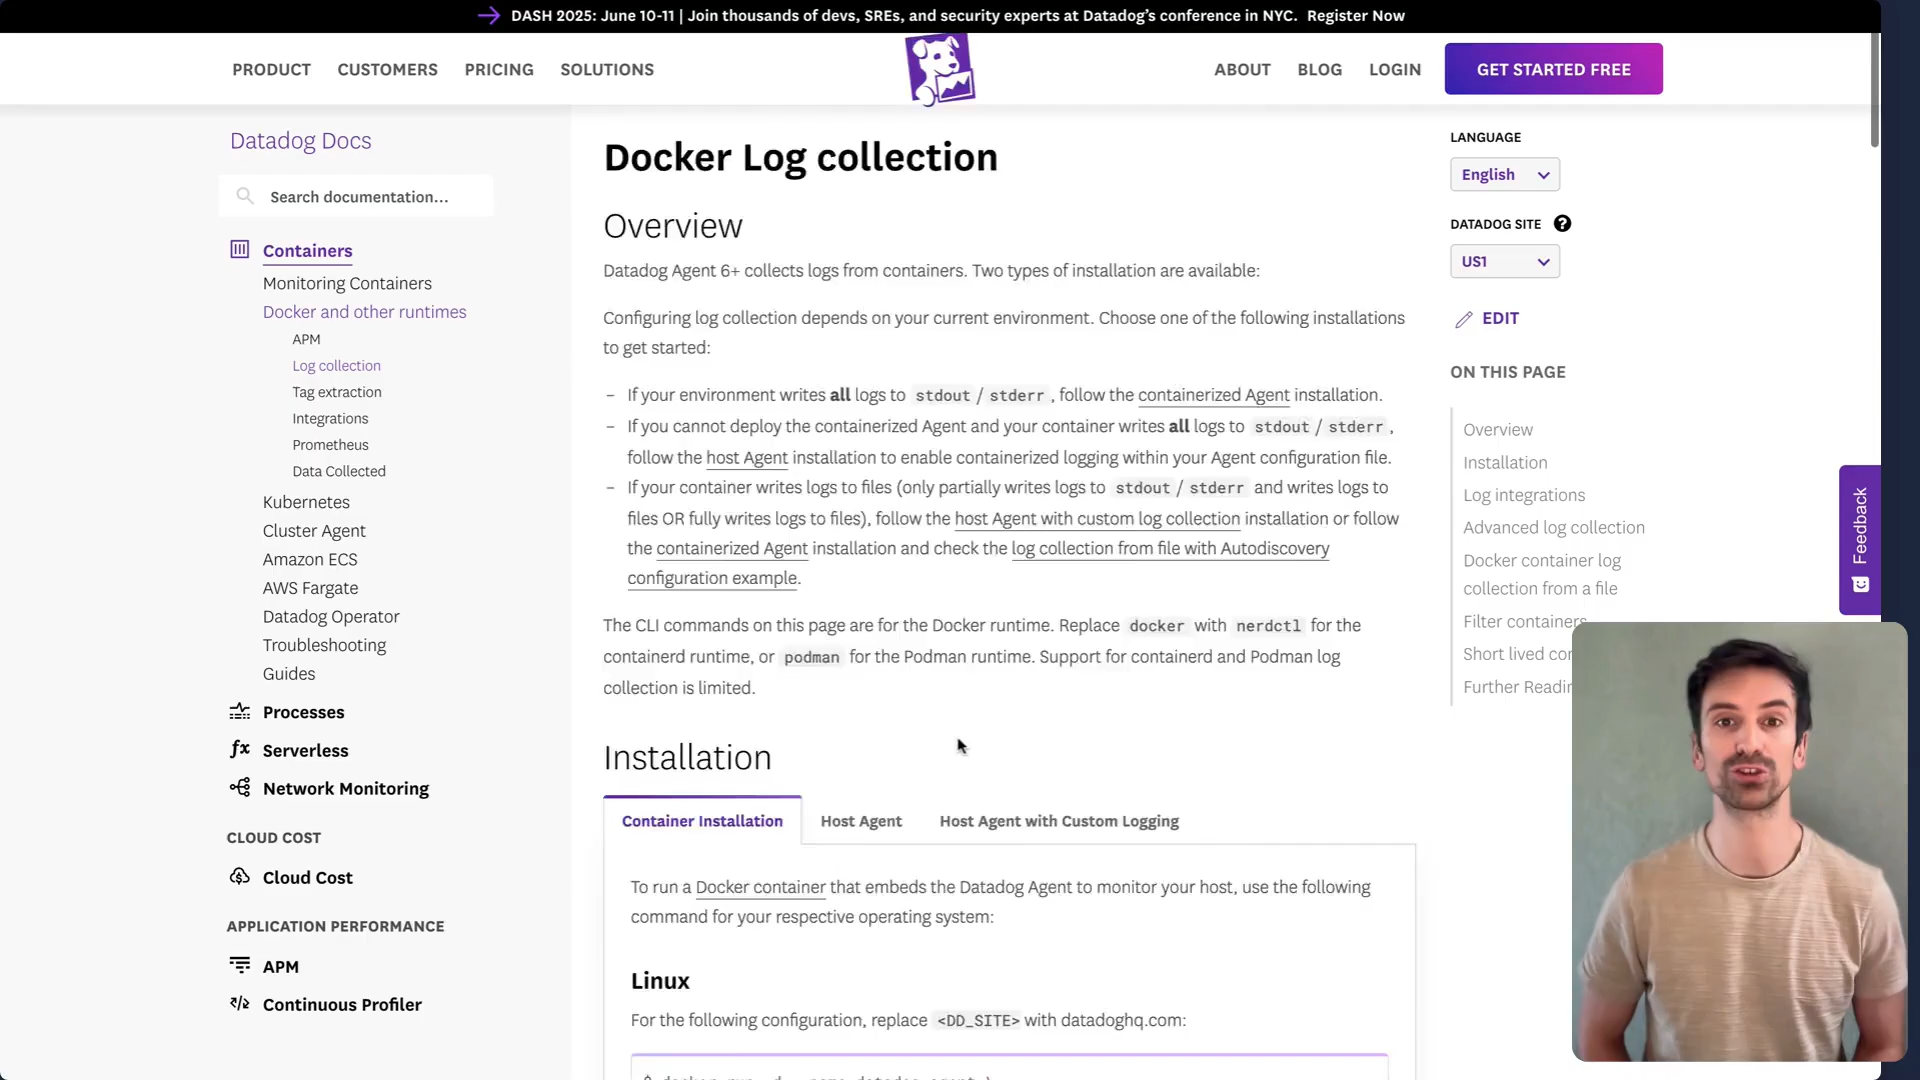 DASH 2025: June 10-11 | Join thousands of devs, SREs, and security experts at Datadog's conference in NYC. Register Now
PRODUCT CUSTOMERS PRICING SOLUTIONS ABOUT BLOG LOGIN GET STARTED FREE
Datadog Docs
Search documentation...
Containers
Monitoring Containers
Docker and other runtimes
APM
Log collection
Tag extraction
Integrations
Prometheus
Data Collected
Kubernetes
Cluster Agent
Amazon ECS
AWS Fargate
Datadog Operator
Troubleshooting
Guides
Processes
Serverless
Network Monitoring
CLOUD COST
Cloud Cost
APPLICATION PERFORMANCE
APM
Continuous Profiler
Docker Log collection
Overview
Datadog Agent 6+ collects logs from containers. Two types of installation are available:
Configuring log collection depends on your current environment. Choose one of the following installations
to get started:
– If your environment writes all logs to stdout / stderr, follow the containerized Agent installation.
– If you cannot deploy the containerized Agent and your container writes all logs to stdout / stderr,
follow the host Agent installation to enable containerized logging within your Agent configuration file.
– If your container writes logs to files (only partially writes logs to stdout / stderr and writes logs to
files OR fully writes logs to files), follow the host Agent with custom log collection installation or follow
the containerized Agent installation and check the log collection from file with Autodiscovery
configuration example.
The CLI commands on this page are for the Docker runtime. Replace docker with nerdctl for the
containerd runtime, or podman for the Podman runtime. Support for containerd and Podman log
collection is limited.
Installation
Container Installation Host Agent Host Agent with Custom Logging
To run a Docker container that embeds the Datadog Agent to monitor your host, use the following
command for your respective operating system:
Linux
For the following configuration, replace <DD_SITE> with datadoghq.com:
LANGUAGE
English
DATADOG SITE
US1
EDIT
ON THIS PAGE
Overview
Installation
Log integrations
Advanced log collection
Docker container log
collection from a file
Filter containers
Short lived
Further
Feedback